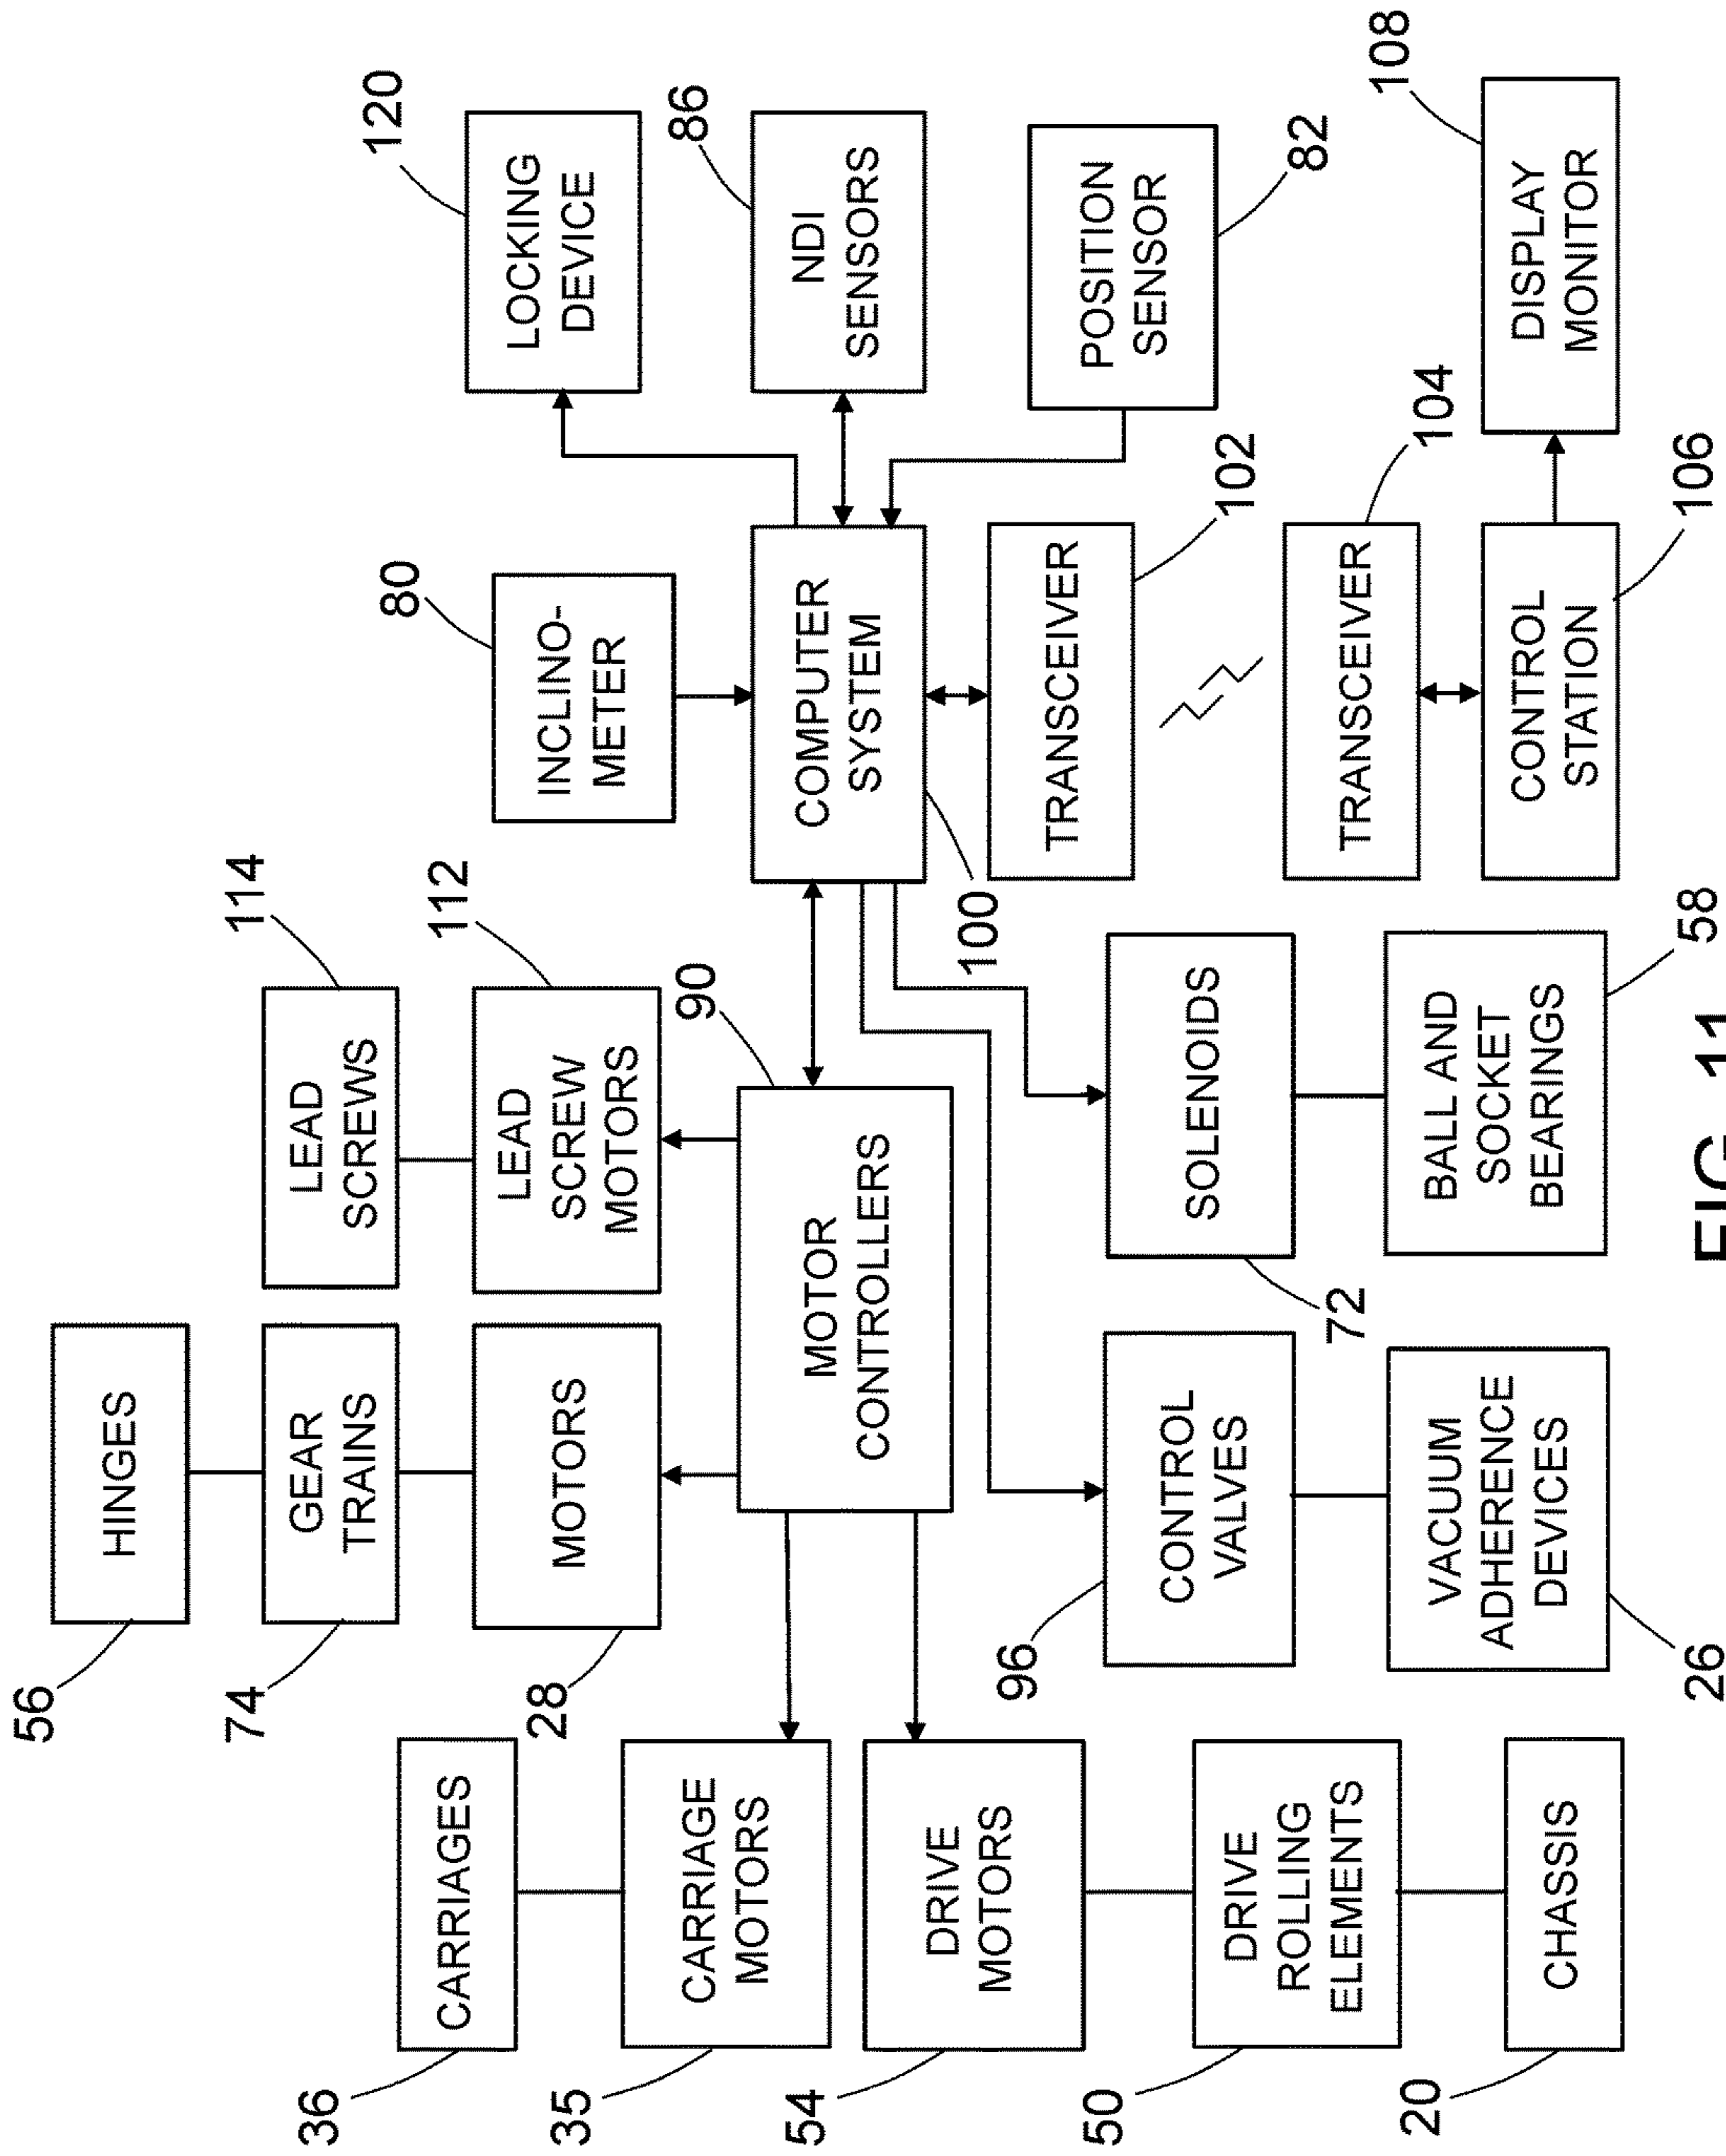 56
HINGES
74
GEAR
TRAINS
114
LEAD
SCREWS
36
CARRIAGES
28
MOTORS
112
LEAD
SCREW
MOTORS
80
INCLINO-
METER
120
LOCKING
DEVICE
35
CARRIAGE
MOTORS
90
MOTOR
CONTROLLERS
COMPUTER
SYSTEM
100
86
NDI
SENSORS
54
DRIVE
MOTORS
96
CONTROL
VALVES
72
SOLENOIDS
TRANSCEIVER
102
POSITION
SENSOR
82
50
DRIVE
ROLLING
ELEMENTS
TRANSCEIVER
104
20
CHASSIS
VACUUM
ADHERENCE
DEVICES
26
BALL AND
SOCKET
BEARINGS
58
CONTROL
STATION
106
DISPLAY
MONITOR
108
FIG. 11